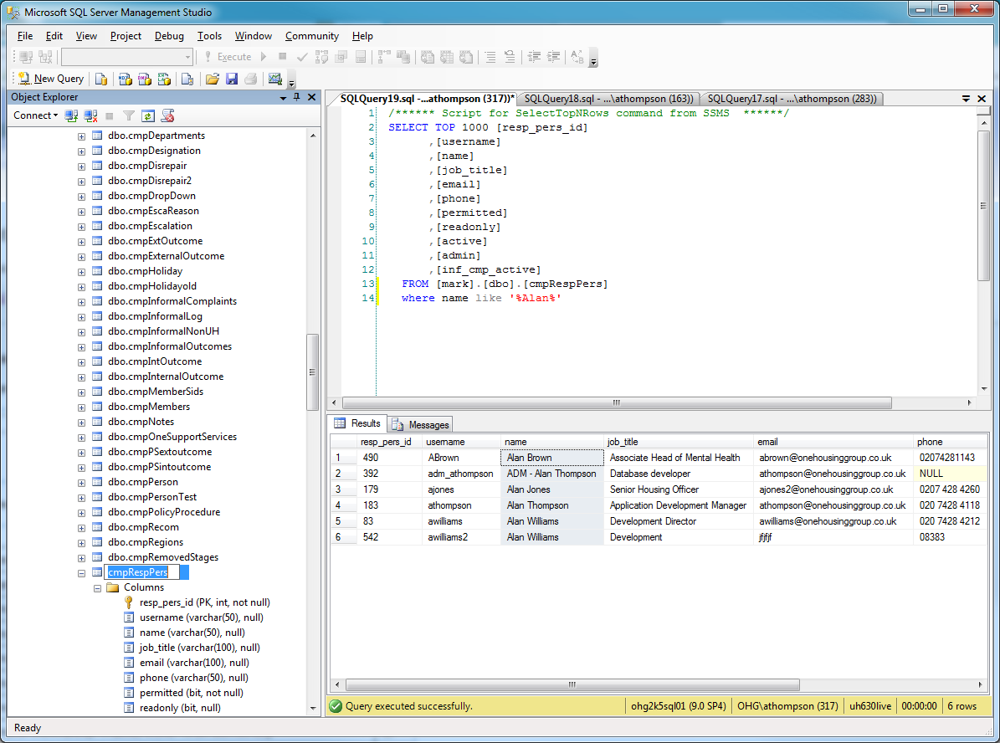 Microsoft SQL Server Management Studio
File Edit View Project Debug Tools Window Community Help
Execute
New Query
Object Explorer
Connect
dbo.cmpDepartments
dbo.cmpDesignation
dbo.cmpDisrepair
dbo.cmpDisrepair2
dbo.cmpDropDown
dbo.cmpEscaReason
dbo.cmpEscalation
dbo.cmpExtOutcome
dbo.cmpExternalOutcome
dbo.cmpHoliday
dbo.cmpHolidayold
dbo.cmpInformalComplaints
dbo.cmpInformalLog
dbo.cmpInformalNonUH
dbo.cmpInformalOutcomes
dbo.cmpIntOutcome
dbo.cmpInternalOutcome
dbo.cmpMemberSids
dbo.cmpMembers
dbo.cmpNotes
dbo.cmpOneSupportServices
dbo.cmpPSextoutcome
dbo.cmpPSintoutcome
dbo.cmpPerson
dbo.cmpPersonTest
dbo.cmpPolicyProcedure
dbo.cmpRecom
dbo.cmpRegions
dbo.cmpRemovedStages
cmpRespPers
Columns
resp_pers_id (PK, int, not null)
username (varchar(50), null)
name (varchar(50), null)
job_title (varchar(100), null)
email (varchar(100), null)
phone (varchar(50), null)
permitted (bit, not null)
readonly (bit, null)
SQLQuery19.sql -...athompson (317))* SQLQuery18.sql - ...\athompson (163)) SQLQuery17.sql - ...\athompson (283))
1 /****** Script for SelectTopNRows command from SSMS ******/
2 SELECT TOP 1000 [resp_pers_id]
3 ,[username]
4 ,[name]
5 ,[job_title]
6 ,[email]
7 ,[phone]
8 ,[permitted]
9 ,[readonly]
10 ,[active]
11 ,[admin]
12 ,[inf_cmp_active]
13 FROM [mark].[dbo].[cmpRespPers]
14 where name like '%Alan%'
Results Messages
resp_pers_id username name job_title email phone
1 490 ABrown Alan Brown Associate Head of Mental Health abrown@onehousinggroup.co.uk 02074281143
2 392 adm_athompson ADM - Alan Thompson Database developer athompson@onehousinggroup.co.uk NULL
3 179 ajones Alan Jones Senior Housing Officer ajones2@onehousinggroup.co.uk 0207 428 4260
4 183 athompson Alan Thompson Application Development Manager athompson@onehousinggroup.co.uk 020 7428 4118
5 83 awilliams Alan Williams Development Director awilliams@onehousinggroup.co.uk 020 7428 4212
6 542 awilliams2 Alan Williams Development jfjfjf 08383
Query executed successfully. ohg2k5sql01 (9.0 SP4) OHG\athompson (317) uh630live 00:00:00 6 rows
Ready